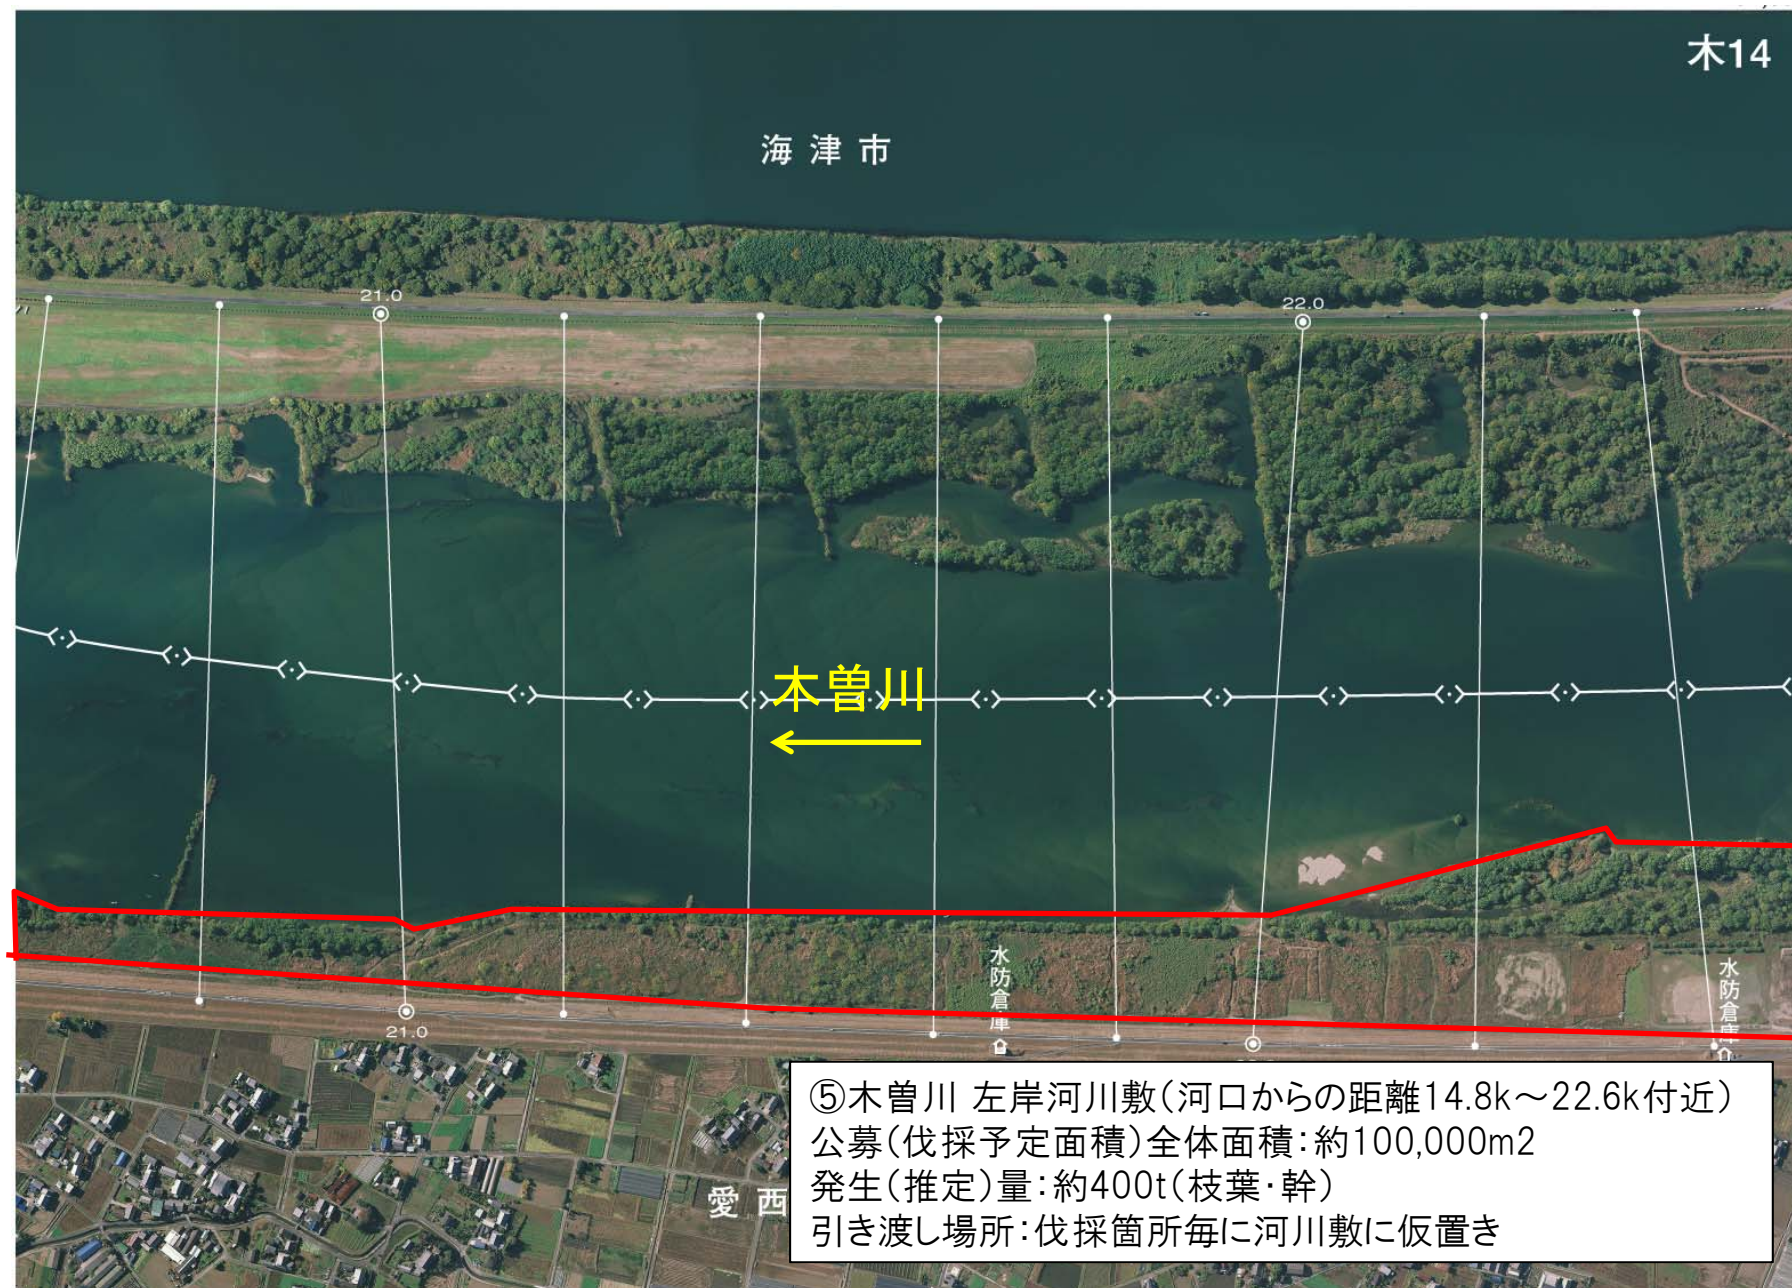 木14
海津市
21.0
22.0
木曽川
水防倉庫
水防倉庫
21.0
⑤木曽川 左岸河川敷(河口からの距離14.8k～22.6k付近)
公募(伐採予定面積)全体面積:約100,000m2
発生(推定)量:約400t(枝葉・幹)
引き渡し場所:伐採箇所毎に河川敷に仮置き
愛西